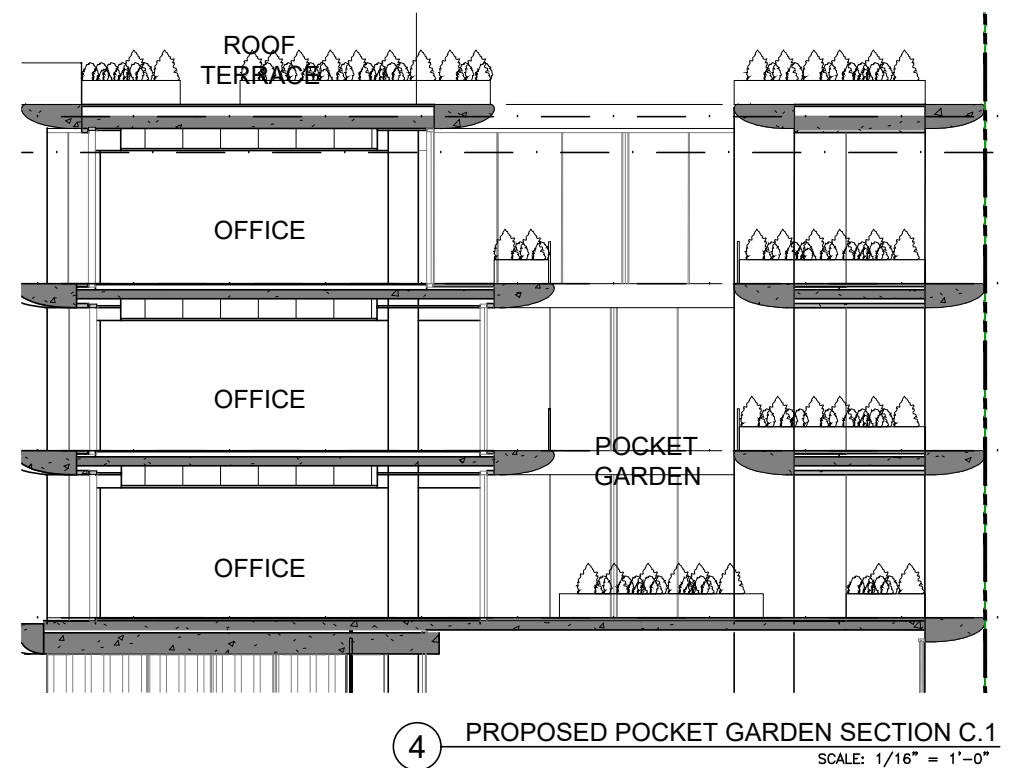 ROOF
TERRACE
OFFICE
OFFICE
POCKET
GARDEN
OFFICE
4
PROPOSED POCKET GARDEN SECTION C.1
SCALE: 1/16" = 1'-0"